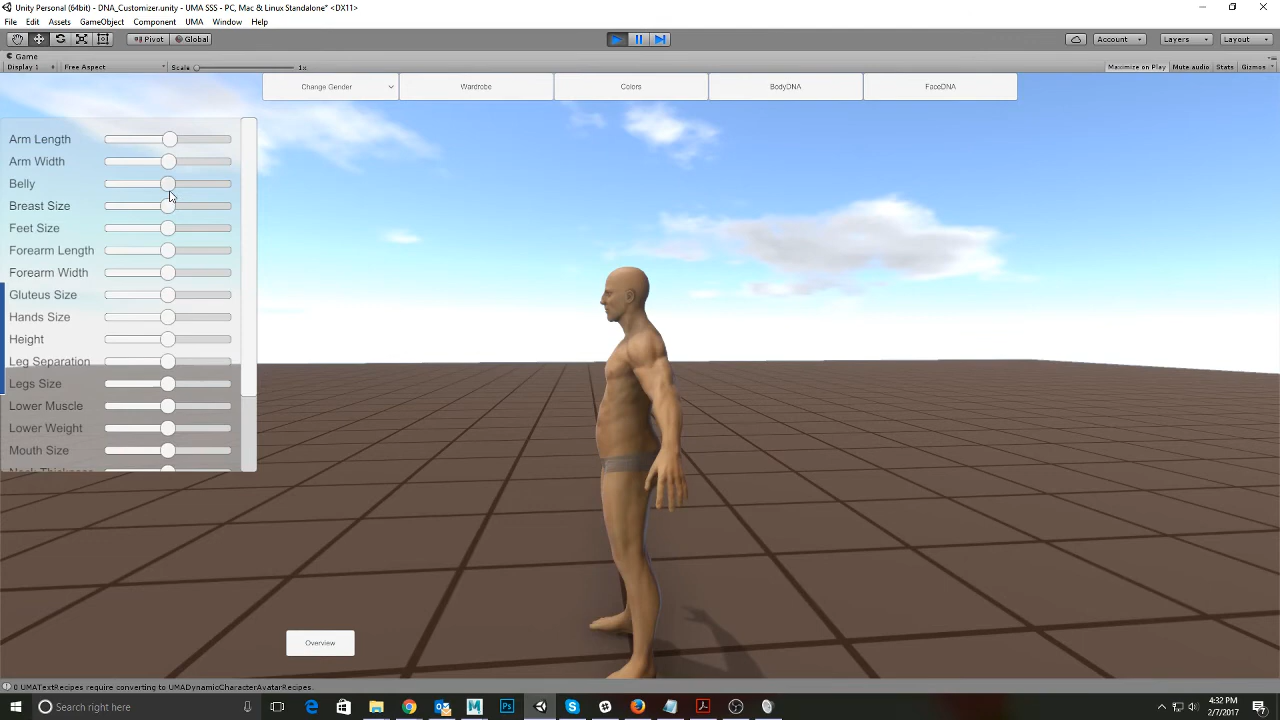 Unity Personal (64bit) - DNA_Customizer.unity - UMA SSS - PC, Mac & Linux Standalone* <DX11>
File Edit Assets GameObject Component UMA Window Help
Pivot Global Account Layers Layout
Game
Display 1 Free Aspect Scale 1x Maximize on Play Mute audio Stats Gizmos
Change Gender Wardrobe Colors BodyDNA FaceDNA
Arm Length
Arm Width
Belly
Breast Size
Feet Size
Forearm Length
Forearm Width
Gluteus Size
Hands Size
Height
Leg Separation
Legs Size
Lower Muscle
Lower Weight
Mouth Size
Neck Thickness
Overview
0 UMATextRecipes require converting to UMADynamicCharacterAvatarRecipes.
Search right here
4:32 PM
2/7/2017